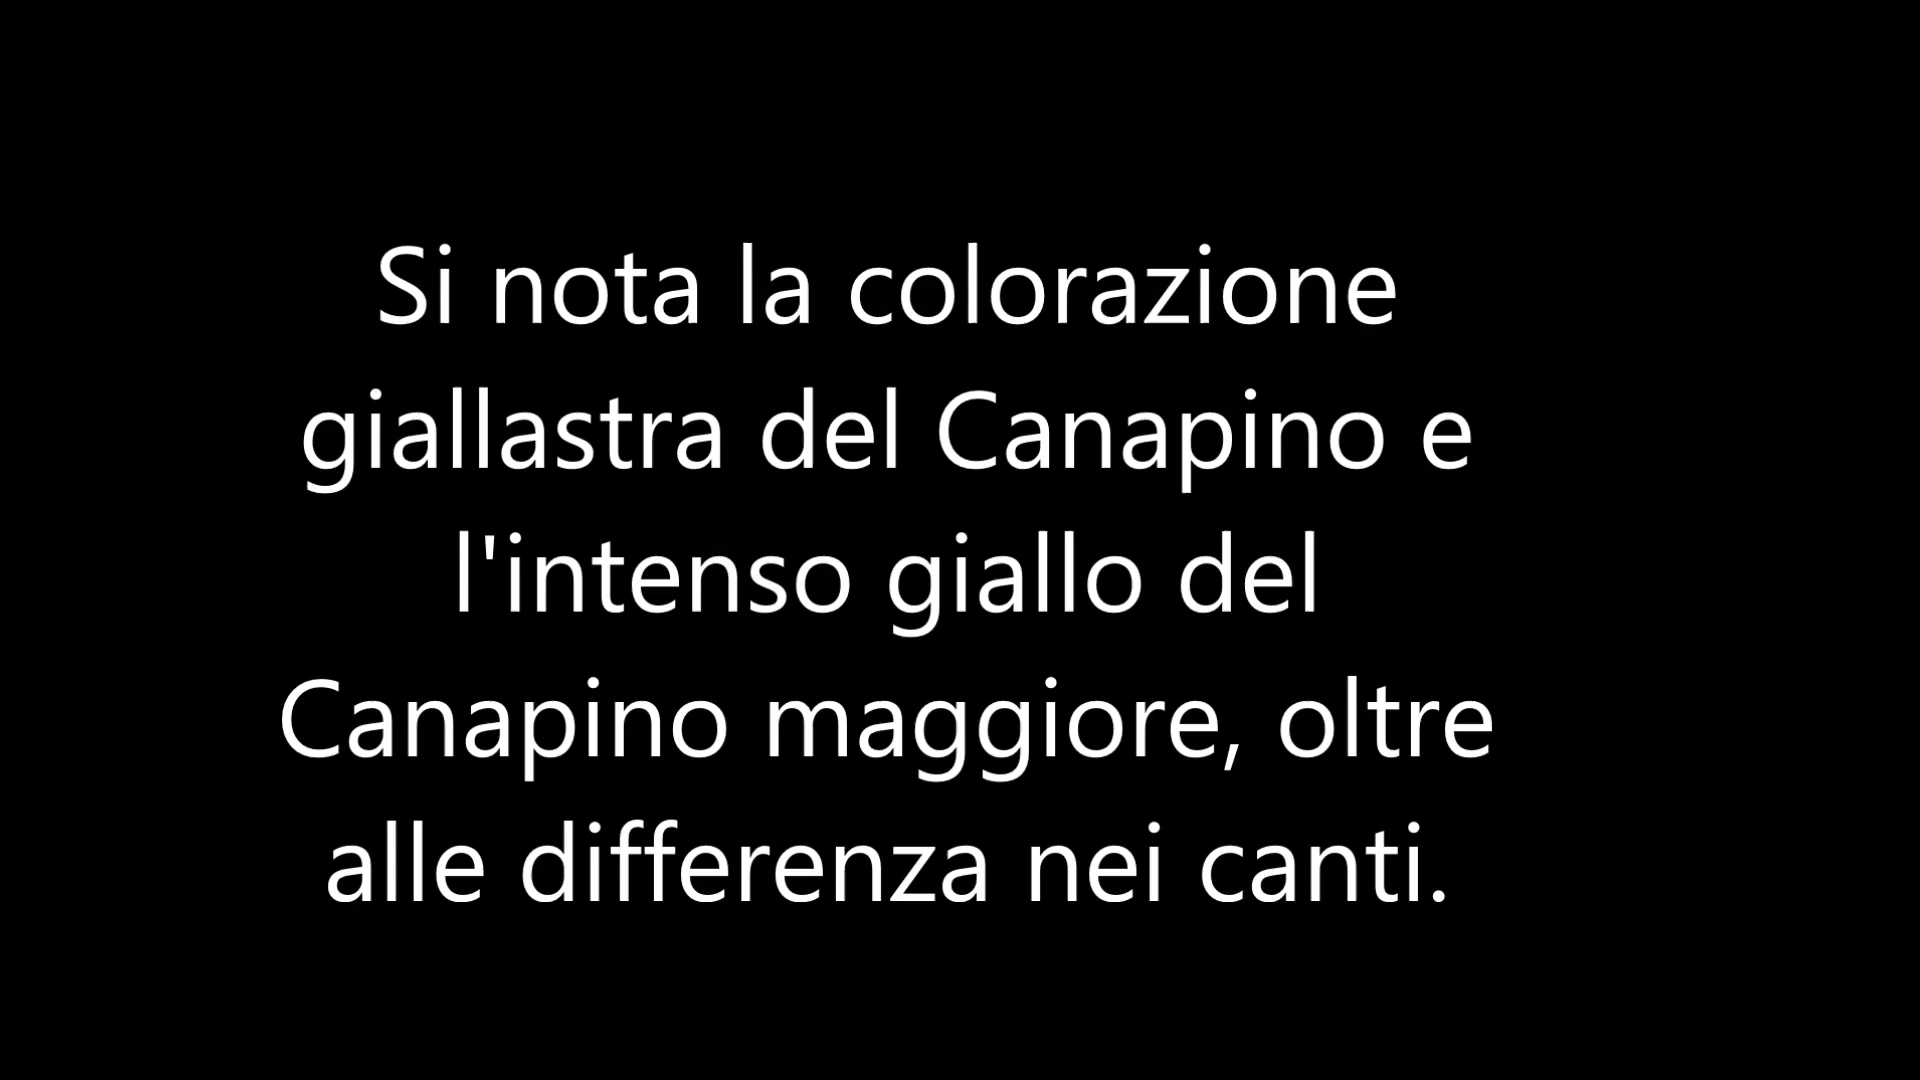 Si nota la colorazione
giallastra del Canapino e
l'intenso giallo del
Canapino maggiore, oltre
alle differenza nei canti.